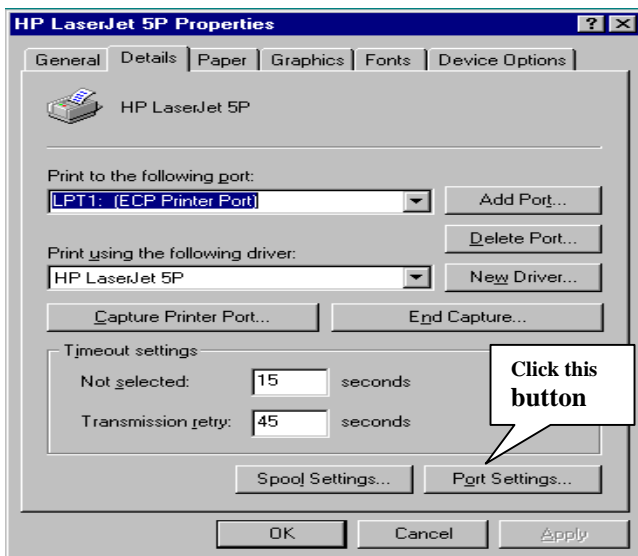 HP LaserJet 5P Properties
General Details Paper Graphics Fonts Device Options
HP LaserJet 5P
Print to the following port:
LPT1: (ECP Printer Port) Add Port...
Delete Port...
Print using the following driver:
HP LaserJet 5P New Driver...
Capture Printer Port... End Capture...
Timeout settings
Not selected: 15 seconds
Transmission retry: 45 seconds
Click this
button
Spool Settings... Port Settings...
OK Cancel Apply